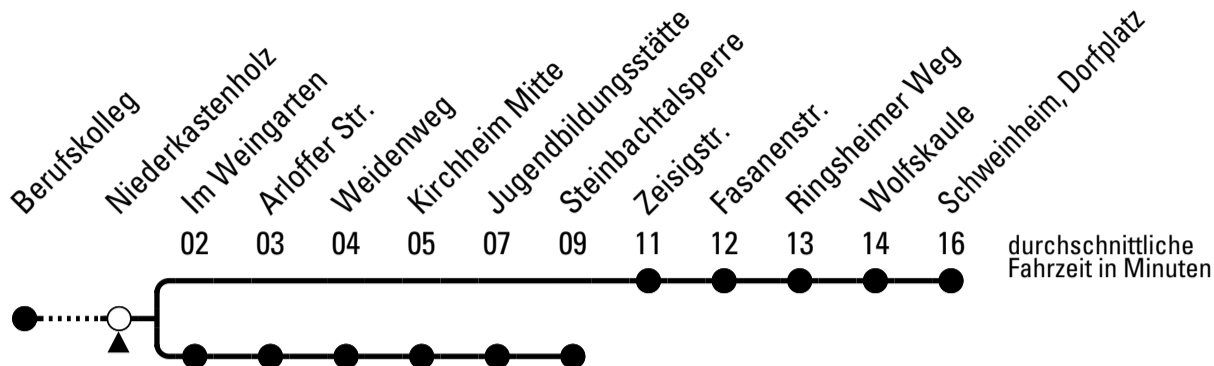 Berufskolleg
Niederkastenholz
Im Weingarten
Arloffer Str.
Weidenweg
Kirchheim Mitte
Jugendbildungsstätte
Steinbachtalsperre
Zeisigstr.
Fasanenstr.
Ringsheimer Weg
Wolfskaule
Schweinheim, Dorfplatz
02 03 04 05 07 09 11 12 13 14 16
durchschnittliche
Fahrzeit in Minuten